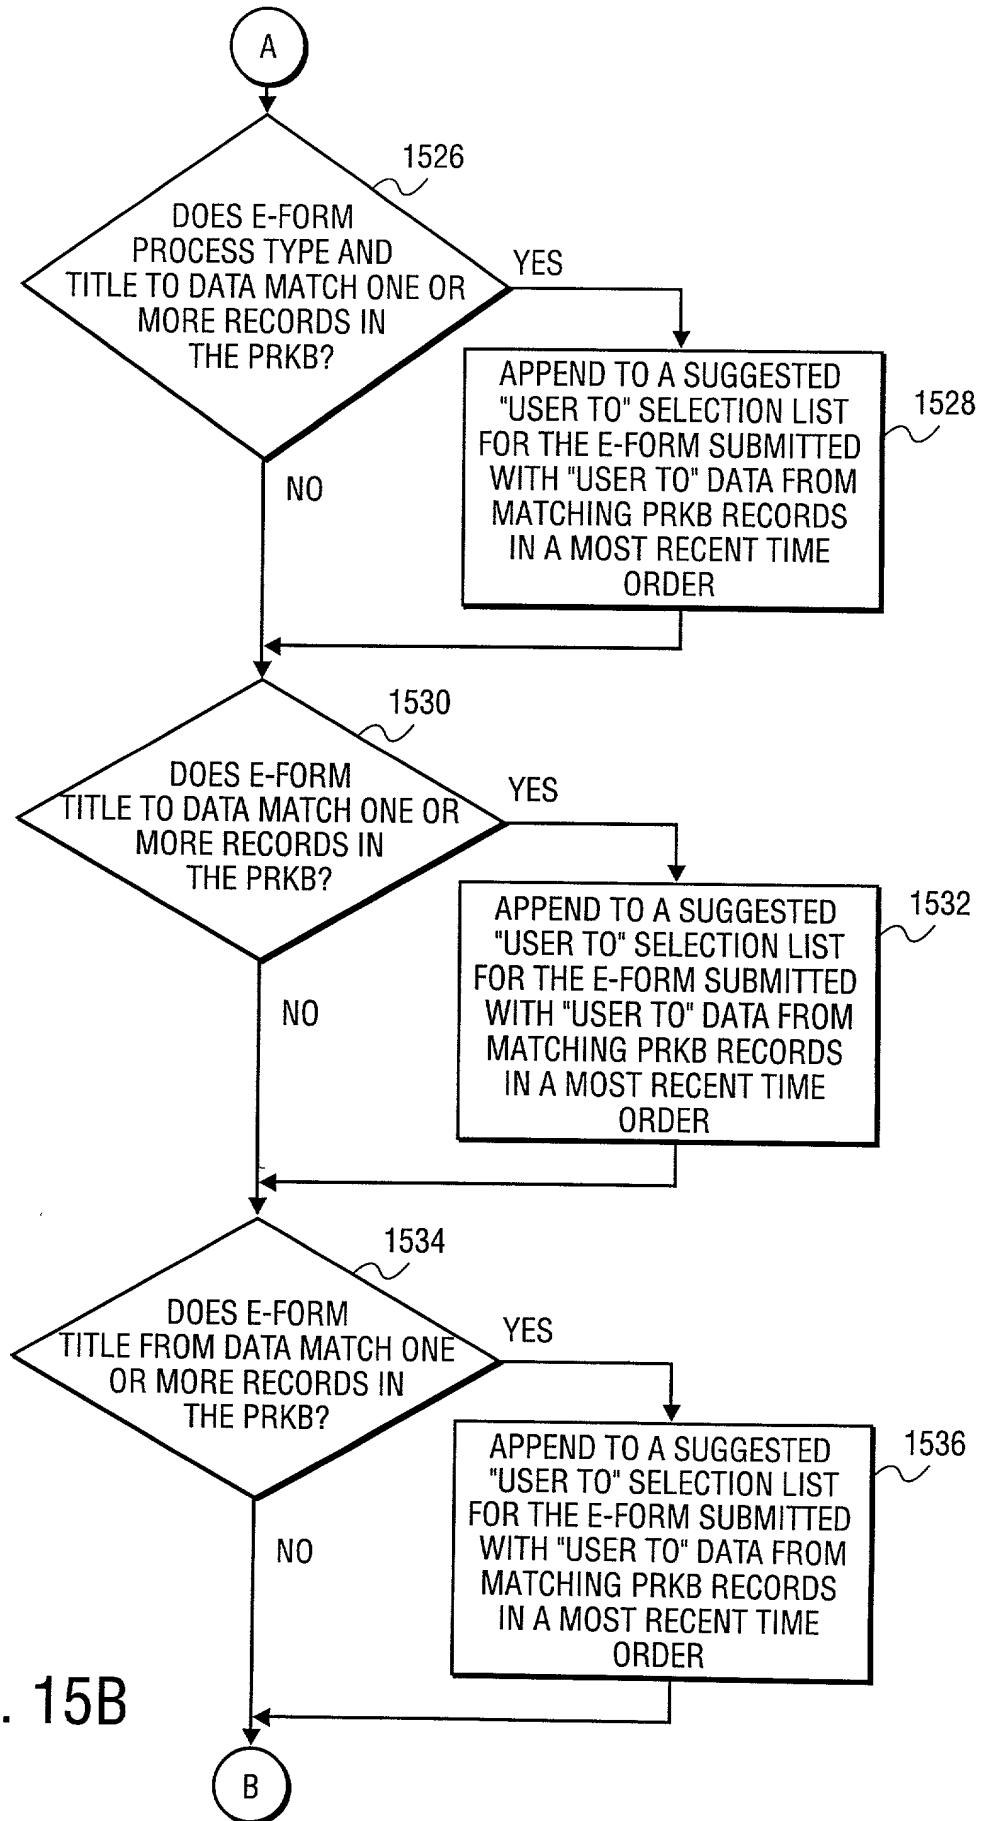 A
1526
DOES E-FORM
PROCESS TYPE AND
TITLE TO DATA MATCH ONE OR
MORE RECORDS IN
THE PRKB?
YES
NO
APPEND TO A SUGGESTED
"USER TO" SELECTION LIST
FOR THE E-FORM SUBMITTED
WITH "USER TO" DATA FROM
MATCHING PRKB RECORDS
IN A MOST RECENT TIME
ORDER
1528
1530
DOES E-FORM
TITLE TO DATA MATCH ONE OR
MORE RECORDS IN
THE PRKB?
YES
NO
APPEND TO A SUGGESTED
"USER TO" SELECTION LIST
FOR THE E-FORM SUBMITTED
WITH "USER TO" DATA FROM
MATCHING PRKB RECORDS
IN A MOST RECENT TIME
ORDER
1532
1534
DOES E-FORM
TITLE FROM DATA MATCH ONE
OR MORE RECORDS IN
THE PRKB?
YES
NO
APPEND TO A SUGGESTED
"USER TO" SELECTION LIST
FOR THE E-FORM SUBMITTED
WITH "USER TO" DATA FROM
MATCHING PRKB RECORDS
IN A MOST RECENT TIME
ORDER
1536
. 15B
B